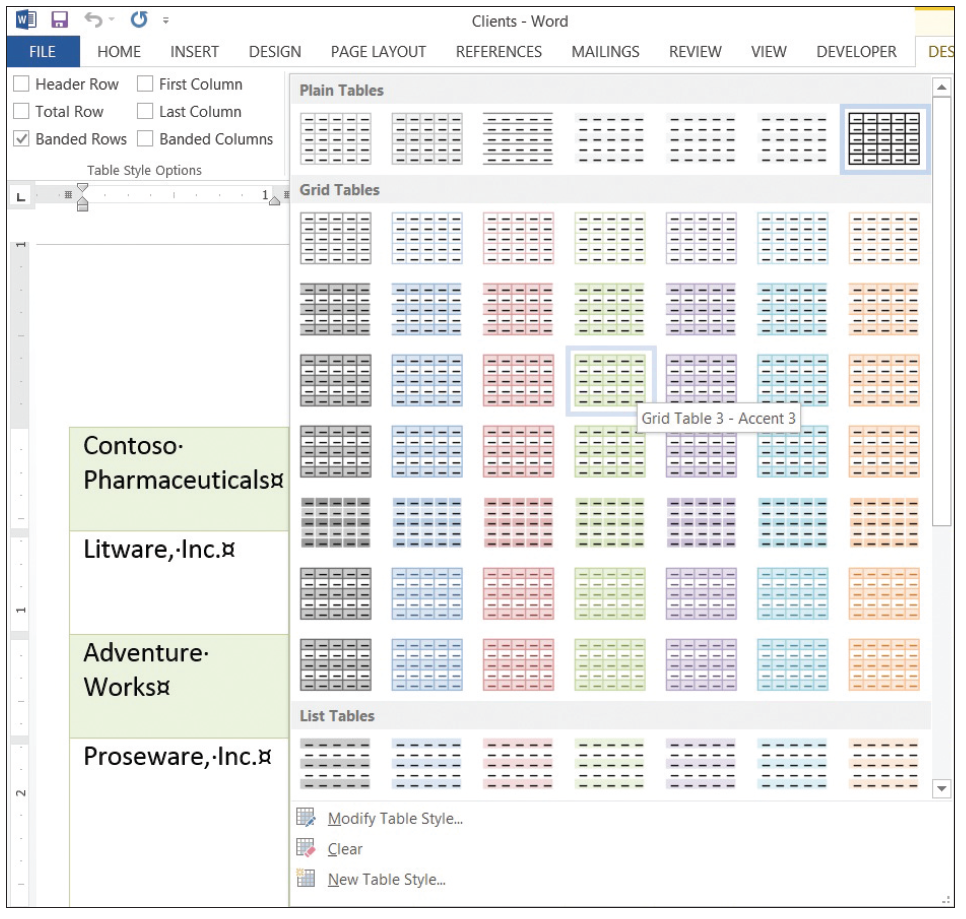 Clients - Word
FILE HOME INSERT DESIGN PAGE LAYOUT REFERENCES MAILINGS REVIEW VIEW DEVELOPER DES
Header Row First Column
Total Row Last Column
Banded Rows Banded Columns
Table Style Options
Plain Tables
Grid Tables
Grid Table 3 - Accent 3
List Tables
Modify Table Style...
Clear
New Table Style...
L
1
1
1
2
Contoso·
Pharmaceuticals¤
Litware,·Inc.¤
Adventure·
Works¤
Proseware,·Inc.¤